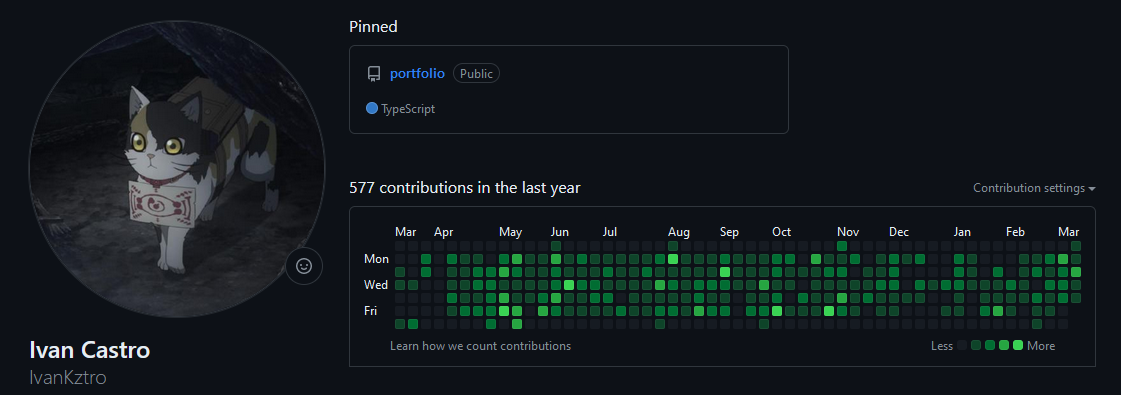 Pinned
portfolio Public
TypeScript
577 contributions in the last year
Contribution settings
Mar Apr May Jun Jul Aug Sep Oct Nov Dec Jan Feb Mar
Mon
Wed
Fri
Learn how we count contributions
Less More
Ivan Castro
IvanKztro